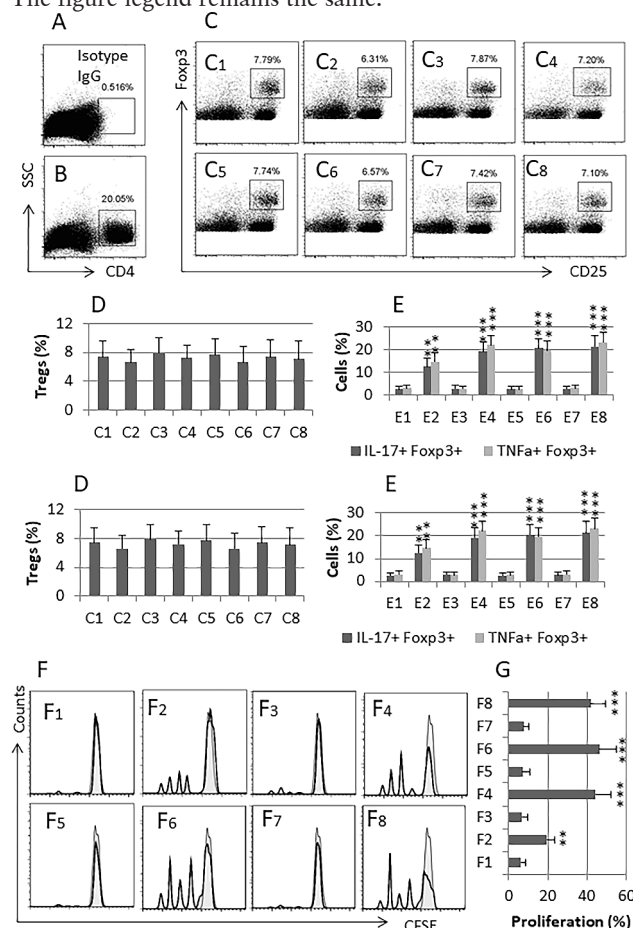 The figure legend remains the same.
A
Isotype
IgG
0.516%
B
20.05%
SSC
CD4
C
Foxp3
C1
7.79%
C2
6.31%
C3
7.87%
C4
7.20%
C5
7.74%
C6
6.57%
C7
7.42%
C8
7.10%
CD25
D
Tregs (%)
12
8
4
0
C1 C2 C3 C4 C5 C6 C7 C8
E
Cells (%)
30
20
10
0
** ** *** *** *** *** *** ***
E1 E2 E3 E4 E5 E6 E7 E8
IL-17+ Foxp3+ TNFa+ Foxp3+
D
Tregs (%)
12
8
4
0
C1 C2 C3 C4 C5 C6 C7 C8
E
Cells (%)
30
20
10
0
** ** *** *** *** *** *** ***
E1 E2 E3 E4 E5 E6 E7 E8
IL-17+ Foxp3+ TNFa+ Foxp3+
F
Counts
F1
F2
F3
F4
F5
F6
F7
F8
CFSE
G
F8 ***
F7
F6 ***
F5
F4 ***
F3
F2 **
F1
0 20 40 60
Proliferation (%)